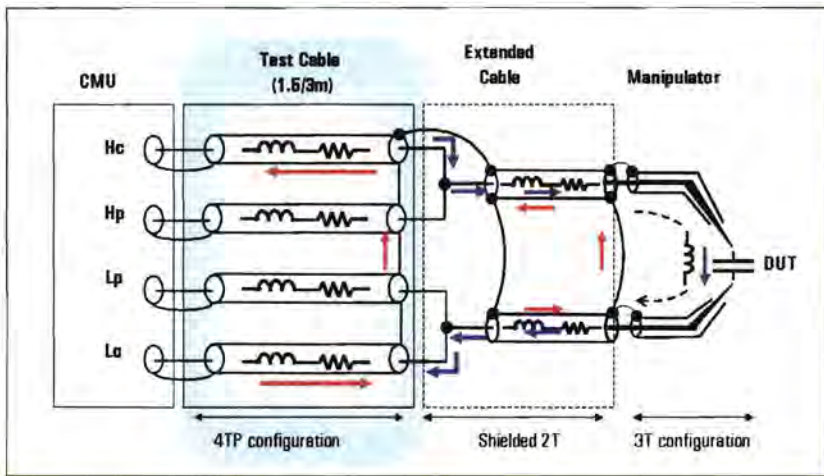 CMU
Test Cable
(1.5/3m)
Extended
Cable
Manipulator
Hc
Hp
Lp
Lc
DUT
4TP configuration
Shielded 2T
3T configuration